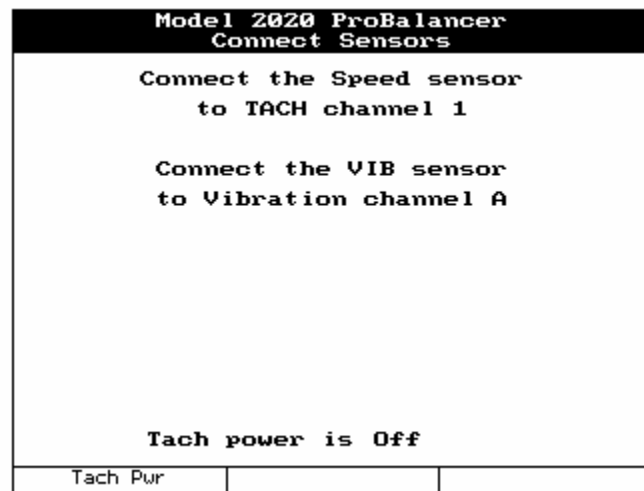 Model 2020 ProBalancer
Connect Sensors
Connect the Speed sensor
to TACH channel 1
Connect the VIB sensor
to Vibration channel A
Tach power is Off
Tach Pwr